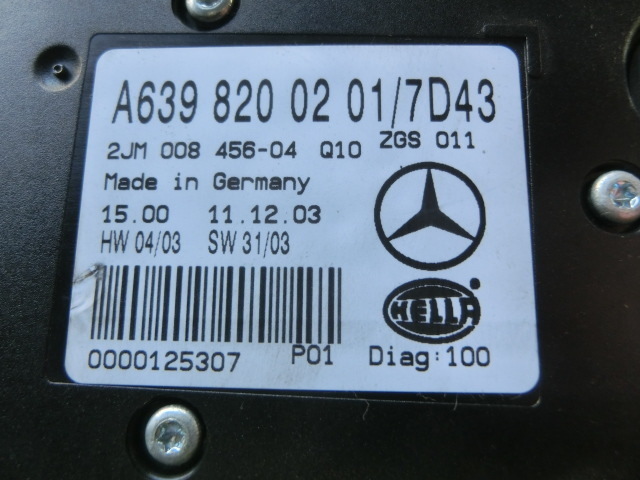 A639 820 02 01/7D43
2JM 008 456-04 Q10 ZGS 011
Made in Germany
15.00 11.12.03
HW 04/03 SW 31/03
HELLA
0000125307 P01 Diag:100